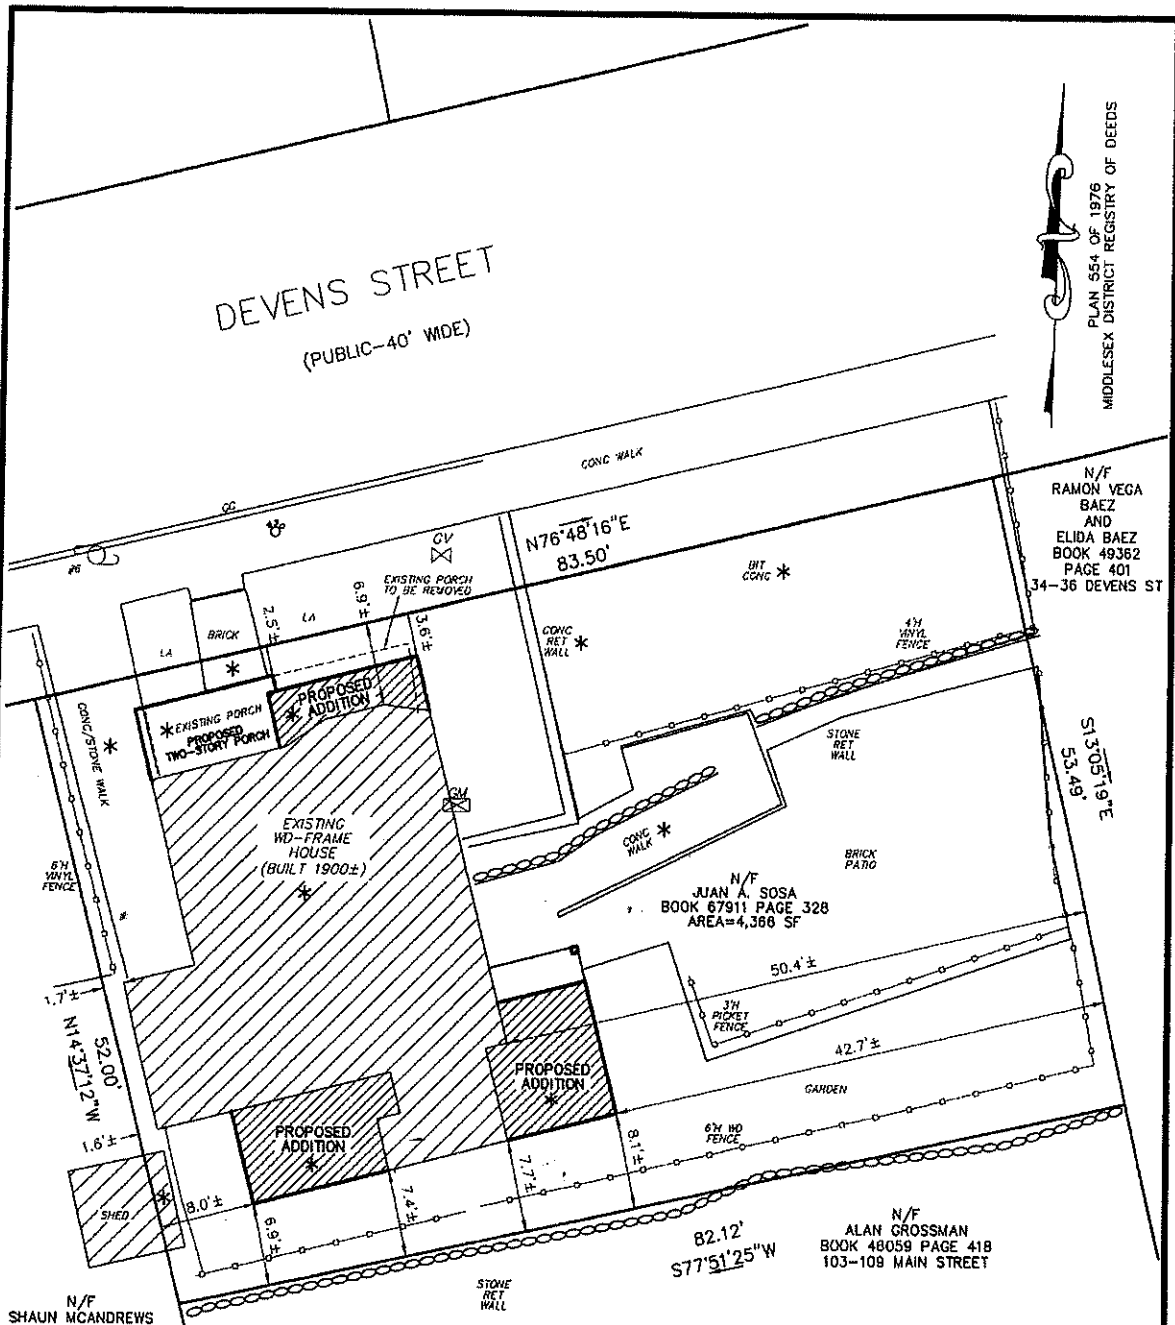 DEVENS STREET
(PUBLIC-40' WIDE)
PLAN 554 OF 1976
MIDDLESEX DISTRICT REGISTRY OF DEEDS
CONC WALK
N/F
RAMON VEGA
BAEZ
AND
ELIDA BAEZ
BOOK 49362
PAGE 401
34-36 DEVENS ST
GV
N76°48'16"E
83.50'
EXISTING PORCH
TO BE REMOVED
BIT
CONC
6.9'±
2.5'±
3.6'±
LA
BRICK
LA
CONC
RET
WALL
4'H
VINYL
FENCE
CONC/STONE WALK
EXISTING PORCH
PROPOSED
TWO-STORY PORCH
PROPOSED
ADDITION
STONE
RET
WALL
S13°05'19"E
53.49'
GM
EXISTING
WD-FRAME
HOUSE
(BUILT 1900±)
CONC
WALK
BRICK
PATIO
6'H
VINYL
FENCE
N/F
JUAN A. SOSA
BOOK 67911 PAGE 328
AREA=4,366 SF
50.4'±
1.7'±
52.00'
N14°37'12"W
3'H
PICKET
FENCE
42.7'±
PROPOSED
ADDITION
GARDEN
PROPOSED
ADDITION
6'H WD
FENCE
1.6'±
8.1'±
7.7'±
7.4'±
8.0'±
6.9'±
SHED
82.12'
S77°51'25"W
N/F
ALAN GROSSMAN
BOOK 48059 PAGE 418
103-109 MAIN STREET
STONE
RET
WALL
N/F
SHAUN MCANDREWS